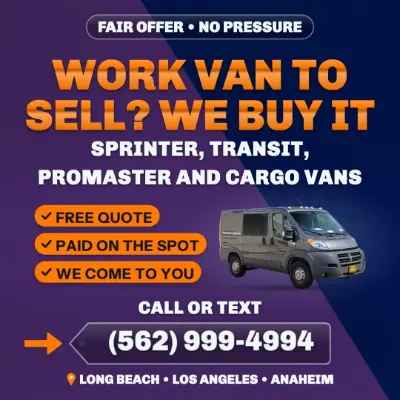 FAIR OFFER • NO PRESSURE
WORK VAN TO
SELL? WE BUY IT
SPRINTER, TRANSIT,
PROMASTER AND CARGO VANS
FREE QUOTE
PAID ON THE SPOT
WE COME TO YOU
CALL OR TEXT
(562) 999-4994
LONG BEACH • LOS ANGELES • ANAHEIM